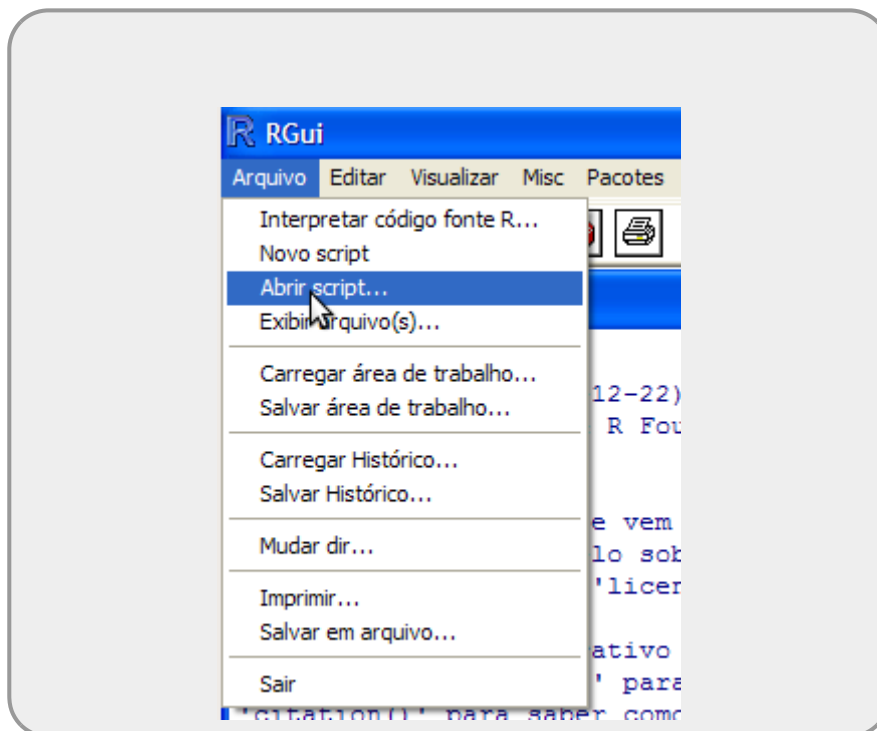 RGui
Arquivo Editar Visualizar Misc Pacotes
Interpretar código fonte R...
Novo script
Abrir script...
Exibir arquivo(s)...
Carregar área de trabalho...
12-22)
Salvar área de trabalho...
R Fou
Carregar Histórico...
Salvar Histórico...
e vem
Mudar dir...
lo sob
'licen
Imprimir...
Salvar em arquivo...
ativo
Sair
' para
'citation()' para saber como